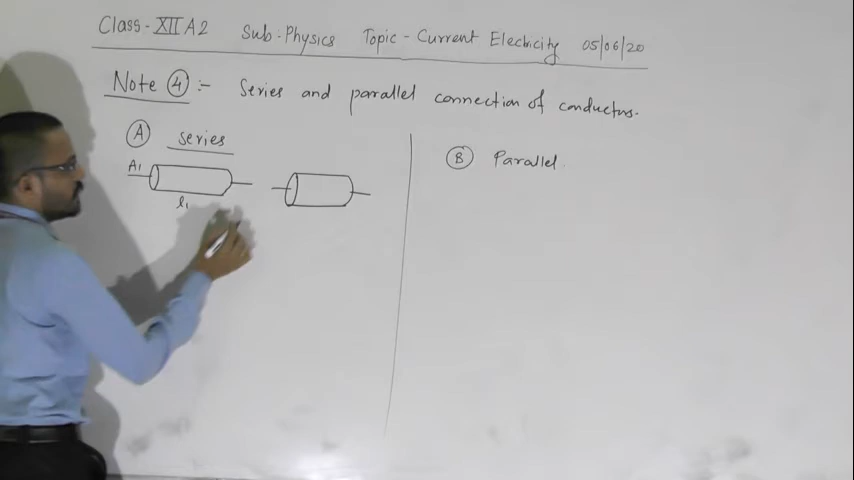 Class - XII A2 Sub : Physics Topic - Current Electricity 05/06/20
Note ④ :- Series and parallel connection of conductors.
Ⓐ series
Ⓑ Parallel.
A₁
l₁